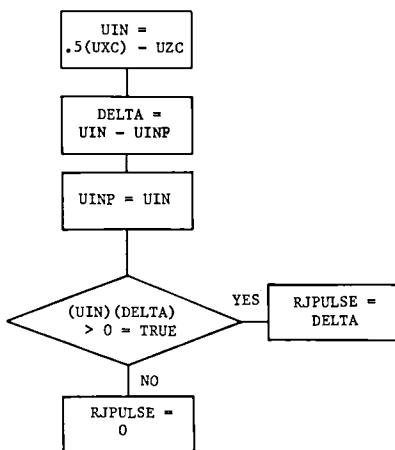 UIN =
.5(UXC) - UZC
DELTA =
UIN - UINP
UINP = UIN
(UIN)(DELTA)
> 0 = TRUE
YES
RJPULSE =
DELTA
NO
RJPULSE =
0